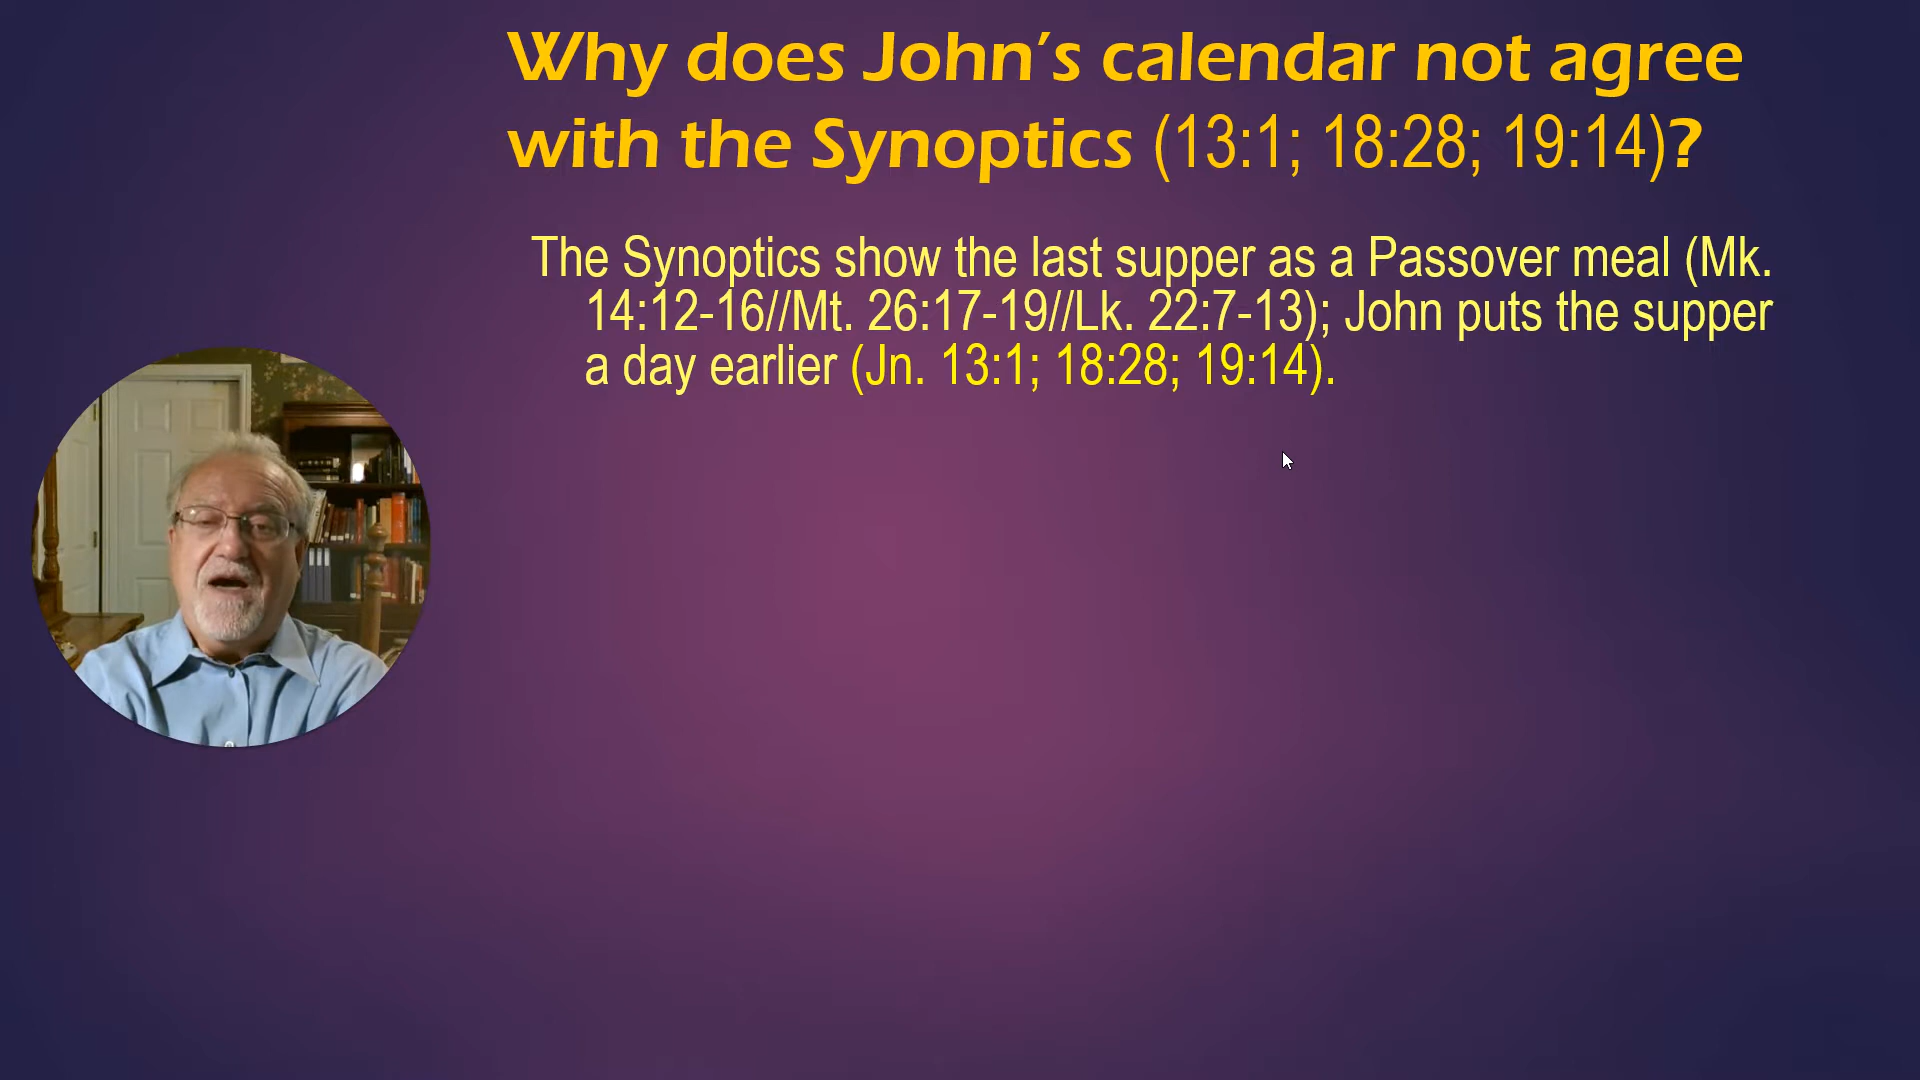 Why does John’s calendar not agree
with the Synoptics (13:1; 18:28; 19:14)?
The Synoptics show the last supper as a Passover meal (Mk.
14:12-16//Mt. 26:17-19//Lk. 22:7-13); John puts the supper
a day earlier (Jn. 13:1; 18:28; 19:14).